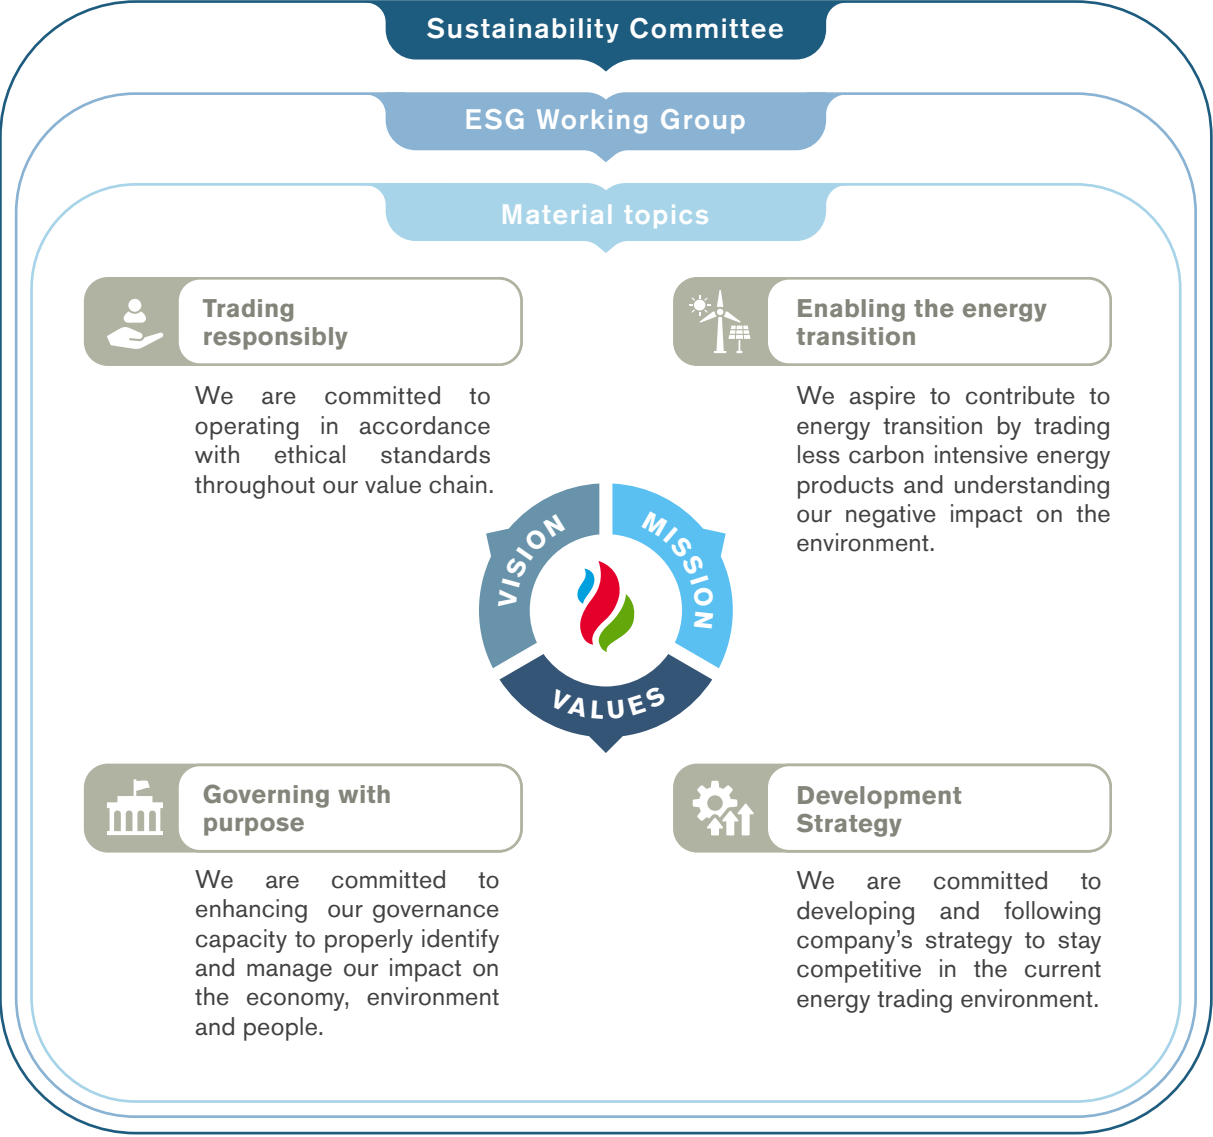 Sustainability Committee
ESG Working Group
Material topics
Trading
responsibly
We are committed to
operating in accordance
with ethical standards
throughout our value chain.
Enabling the energy
transition
We aspire to contribute to
energy transition by trading
less carbon intensive energy
products and understanding
our negative impact on the
environment.
VISION
MISSION
VALUES
Governing with
purpose
We are committed to
enhancing our governance
capacity to properly identify
and manage our impact on
the economy, environment
and people.
Development
Strategy
We are committed to
developing and following
company’s strategy to stay
competitive in the current
energy trading environment.